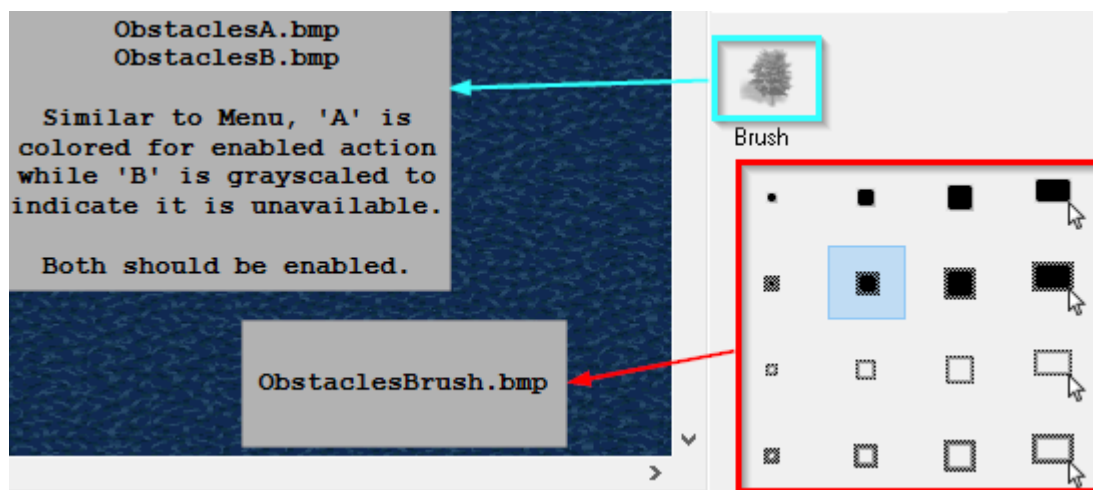 ObstaclesA.bmp
ObstaclesB.bmp
Similar to Menu, 'A' is
colored for enabled action
while 'B' is grayscaled to
indicate it is unavailable.
Both should be enabled.
Brush
ObstaclesBrush.bmp